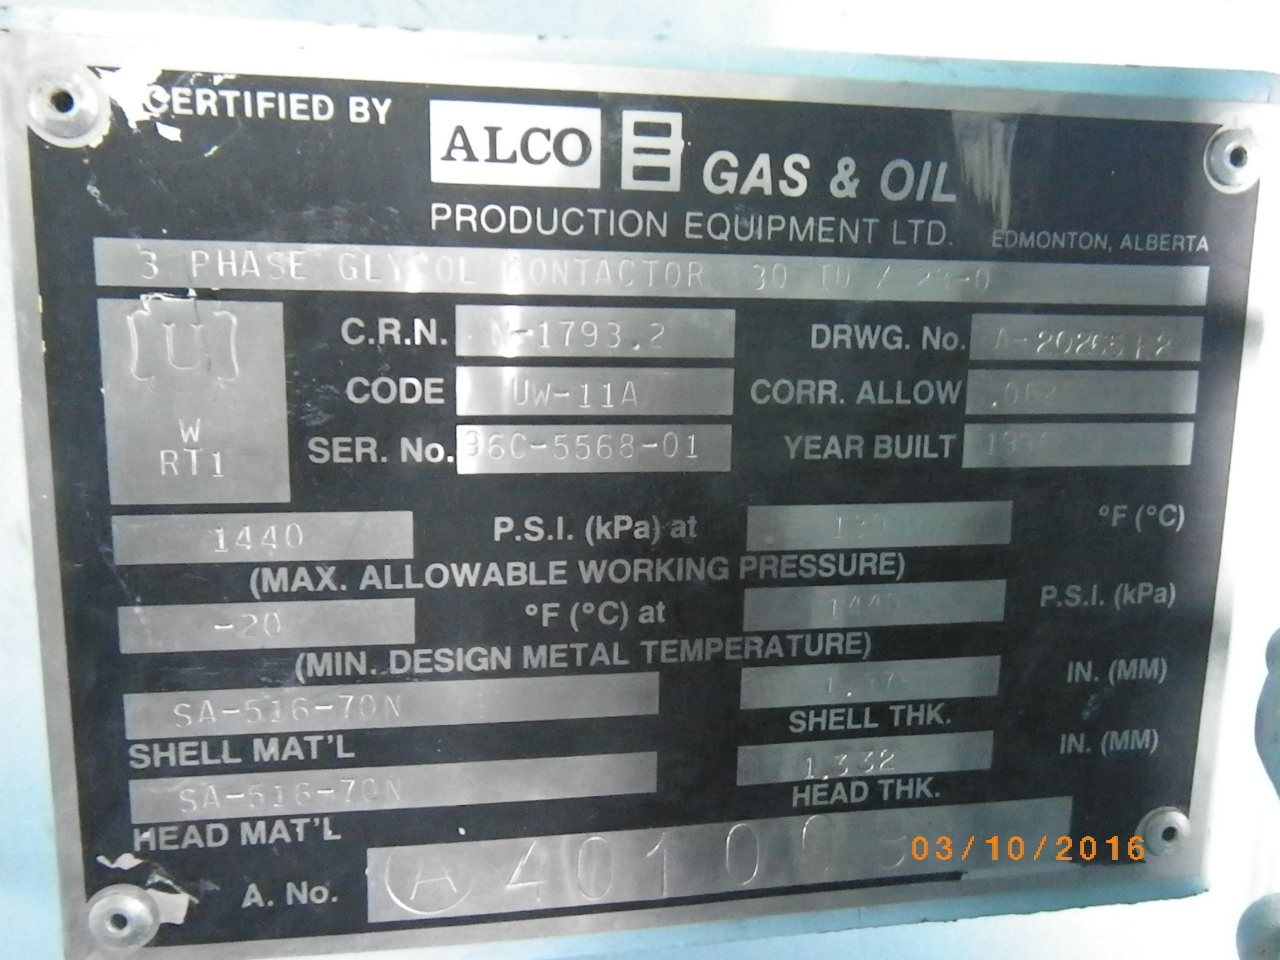 CERTIFIED BY ALCO GAS & OIL
PRODUCTION EQUIPMENT LTD. EDMONTON, ALBERTA
3 PHASE GLYCOL CONTACTOR 30 ID /
U
W
RT1
C.R.N. M-1793.2 DRWG. No.
CODE UW-11A CORR. ALLOW
SER. No. 96C-5568-01 YEAR BUILT
1440 P.S.I. (kPa) at °F (°C)
(MAX. ALLOWABLE WORKING PRESSURE)
-20 °F (°C) at P.S.I. (kPa)
(MIN. DESIGN METAL TEMPERATURE)
SA-516-70N IN. (MM)
SHELL MAT'L SHELL THK.
SA-516-70N 1.332 IN. (MM)
HEAD MAT'L HEAD THK.
A. No. A
03/10/2016